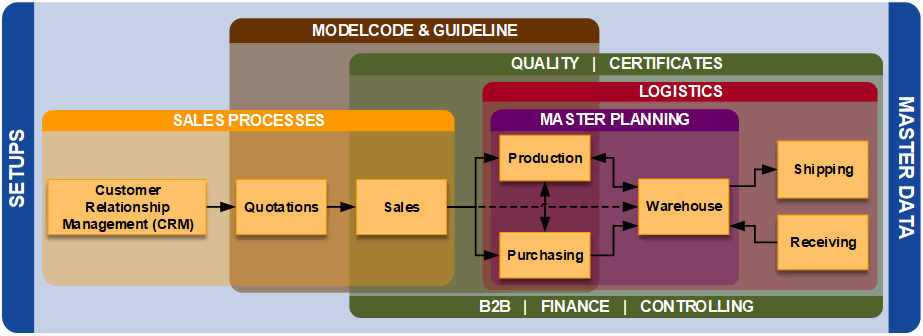 MODELCODE & GUIDELINE
QUALITY | CERTIFICATES
LOGISTICS
SALES PROCESSES
MASTER PLANNING
SETUPS
MASTER DATA
Customer
Relationship
Management (CRM)
Quotations
Sales
Production
Purchasing
Warehouse
Shipping
Receiving
B2B | FINANCE | CONTROLLING